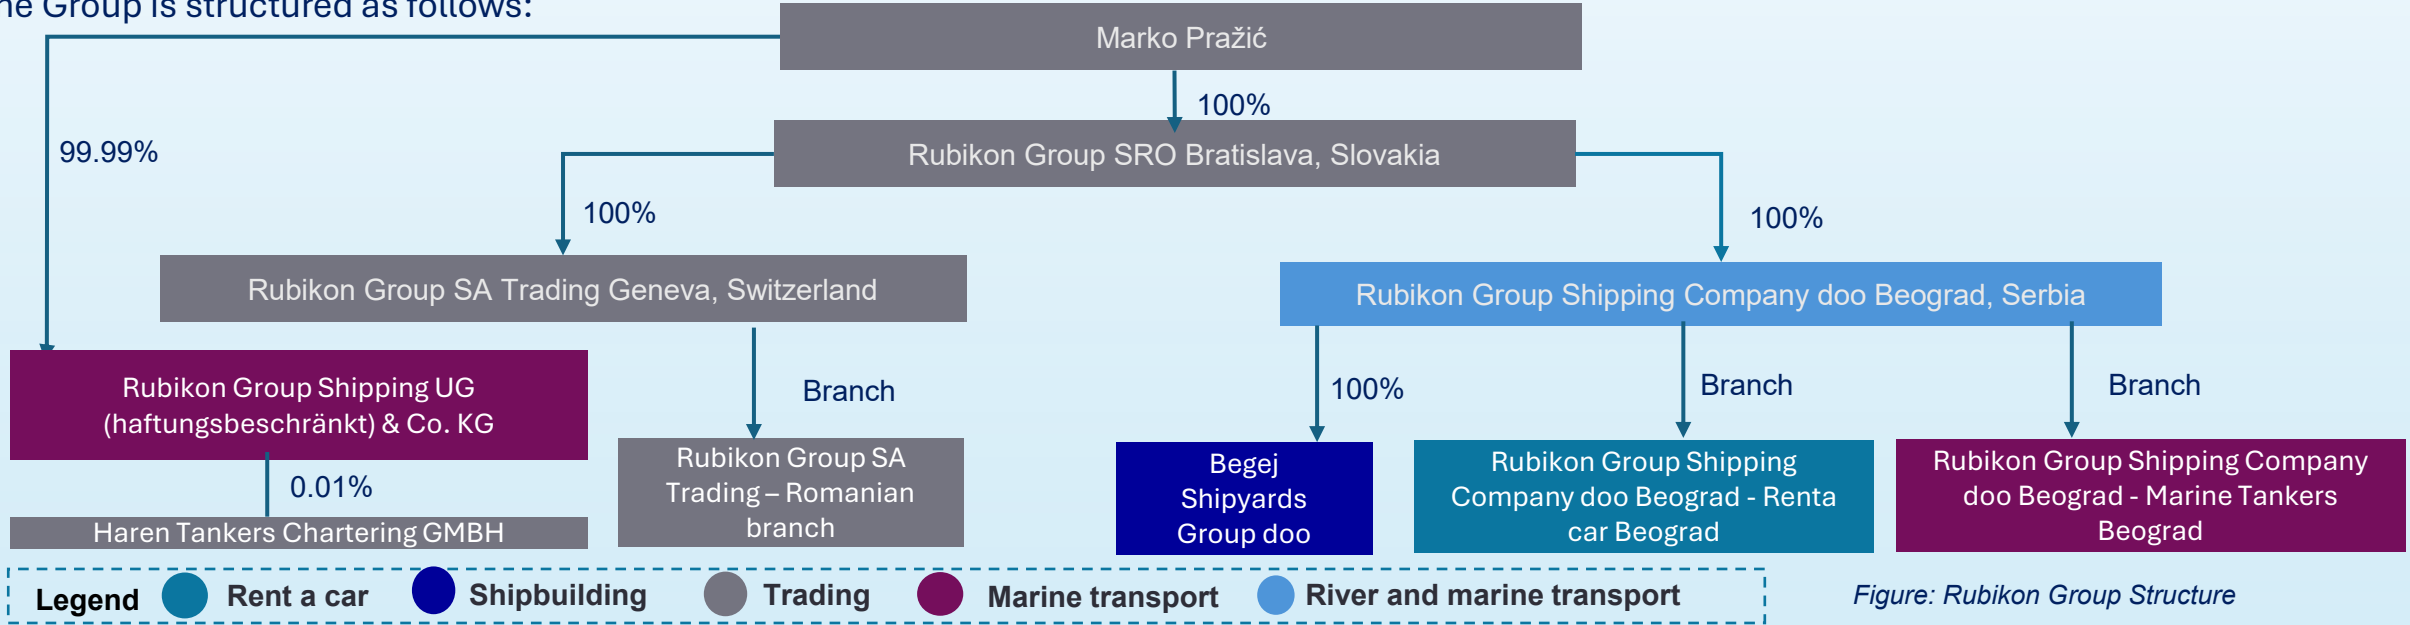 ne Group is structured as follows:
Marko Pražić
100%
99.99%
Rubikon Group SRO Bratislava, Slovakia
100%
100%
Rubikon Group SA Trading Geneva, Switzerland
Rubikon Group Shipping Company doo Beograd, Serbia
Rubikon Group Shipping UG
(haftungsbeschränkt) & Co. KG
Branch
100%
Branch
Branch
0.01%
Haren Tankers Chartering GMBH
Rubikon Group SA
Trading – Romanian
branch
Begej
Shipyards
Group doo
Rubikon Group Shipping
Company doo Beograd - Renta
car Beograd
Rubikon Group Shipping Company
doo Beograd - Marine Tankers
Beograd
Legend Rent a car Shipbuilding Trading Marine transport River and marine transport
Figure: Rubikon Group Structure